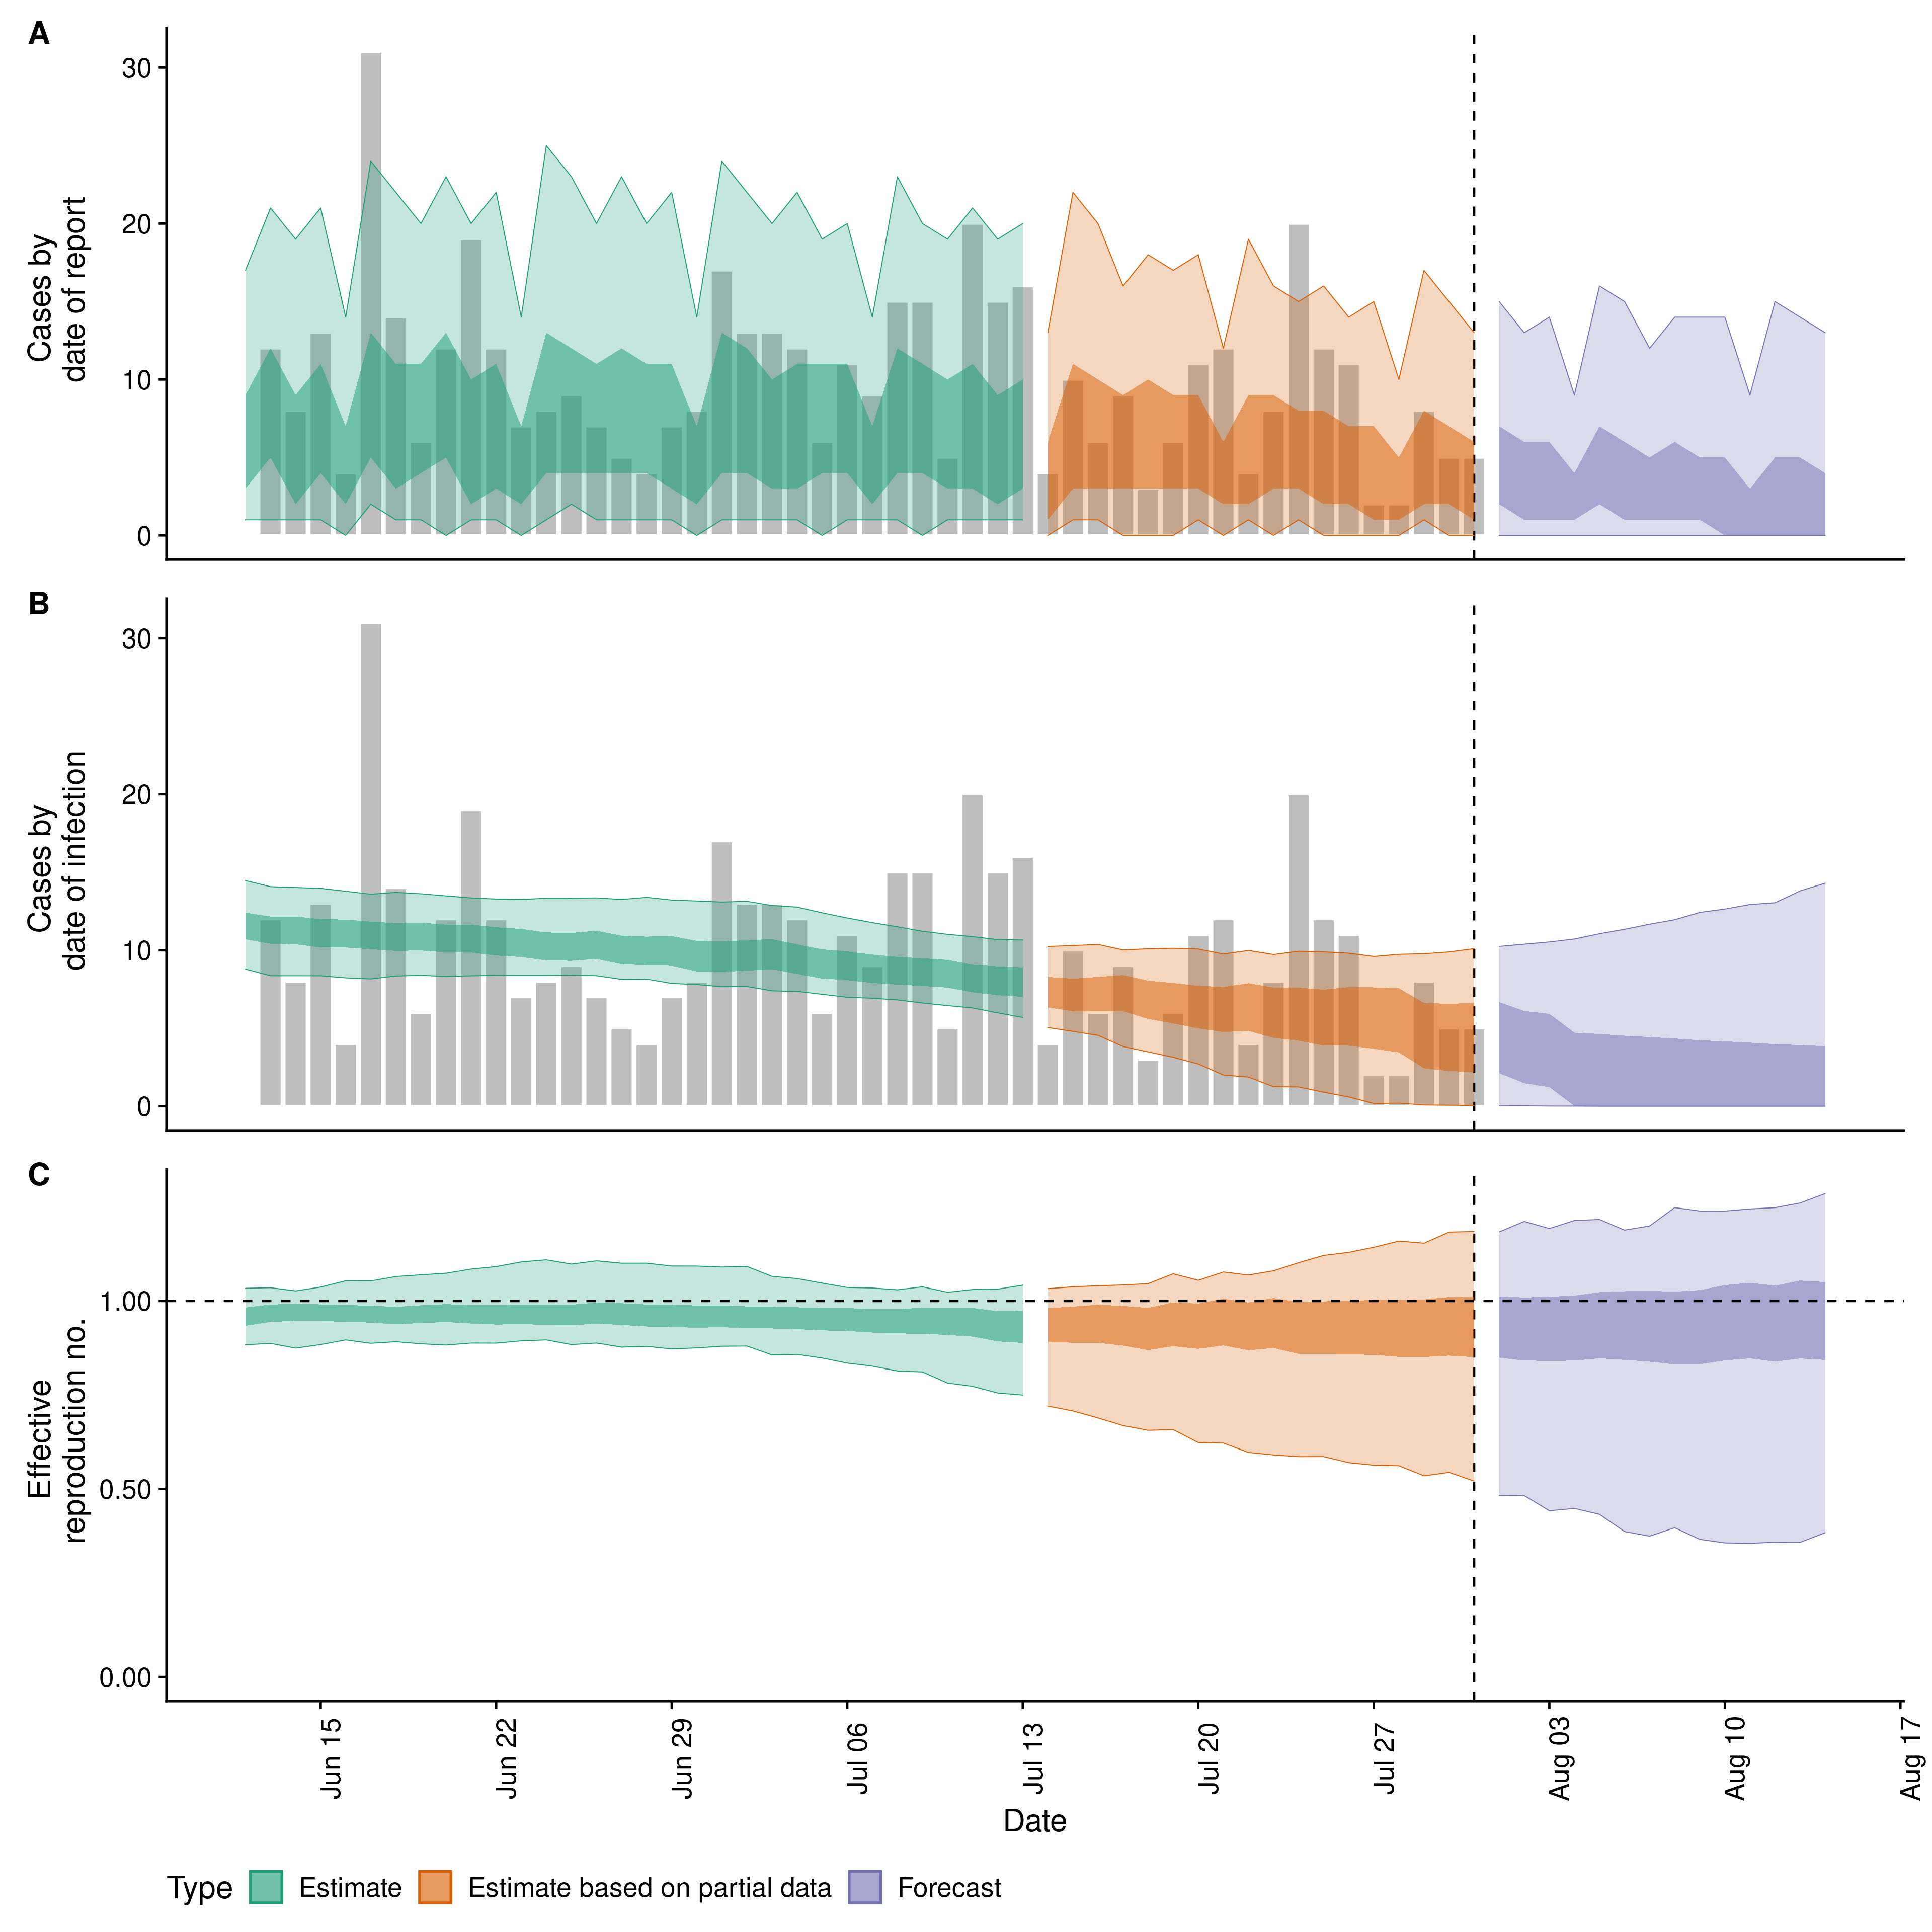 A
Cases by
date of report
30
20
10
0
B
Cases by
date of infection
30
20
10
0
C
Effective
reproduction no.
1.00
0.50
0.00
Jun 15
Jun 22
Jun 29
Jul 06
Jul 13
Jul 20
Jul 27
Aug 03
Aug 10
Aug 17
Date
Type Estimate Estimate based on partial data Forecast